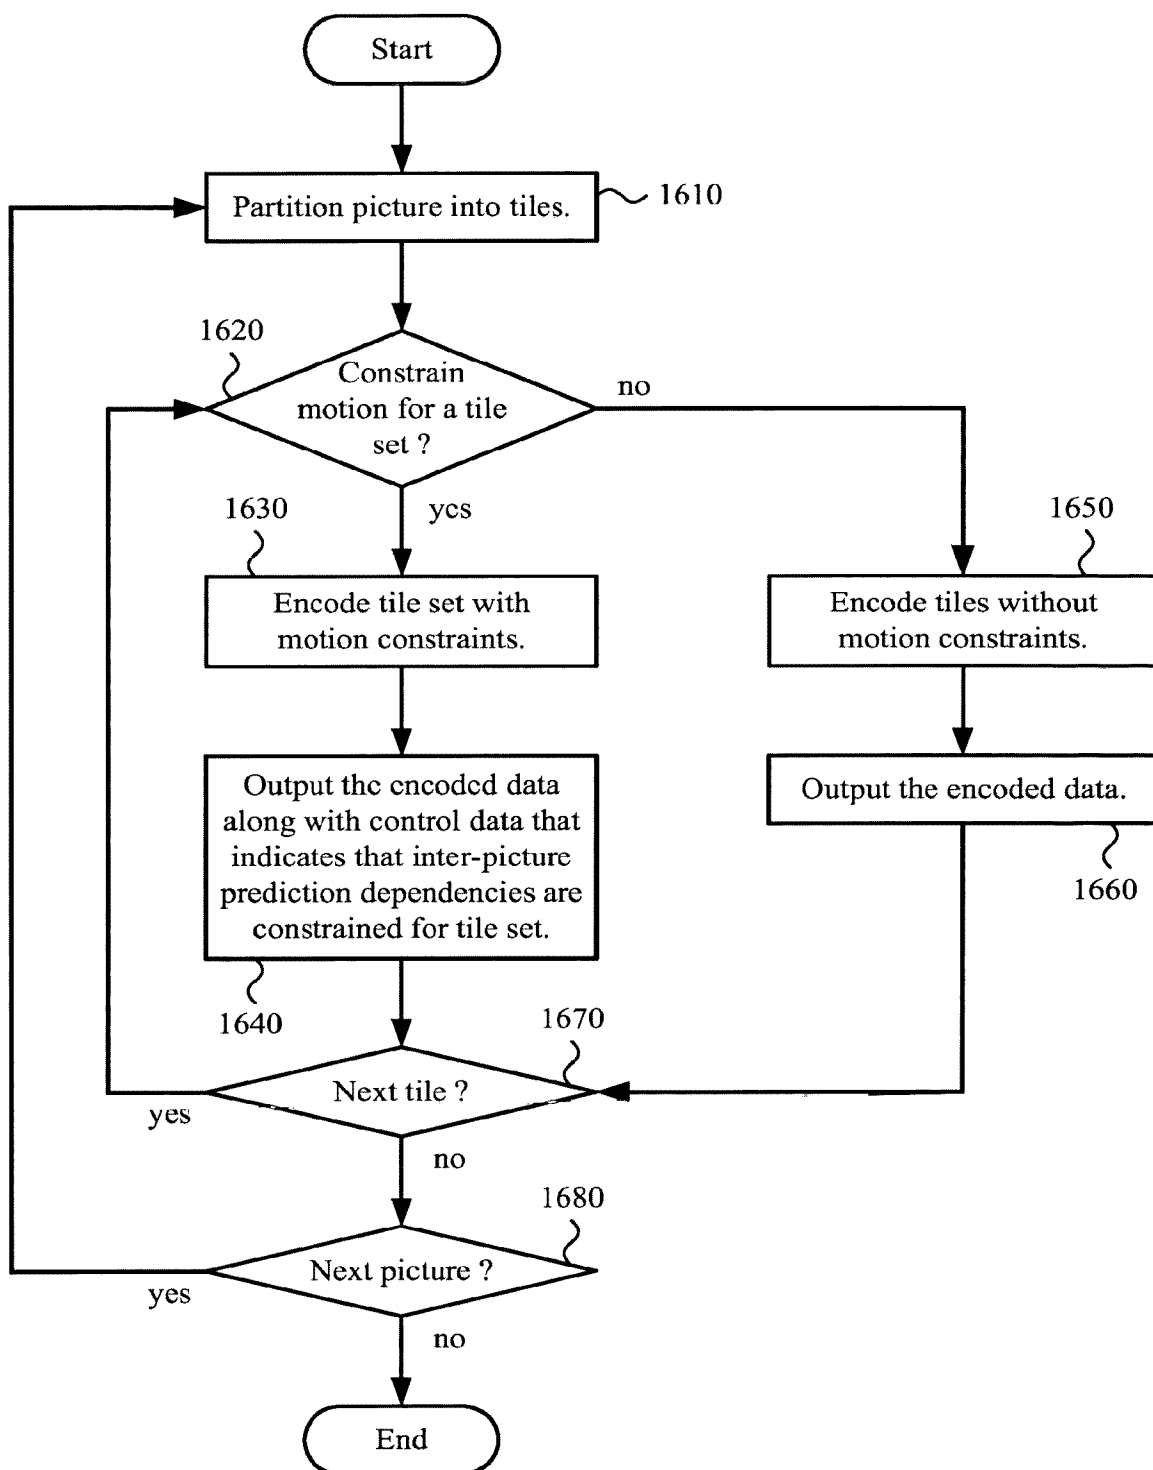 Start
Partition picture into tiles.
1610
1620
Constrain
motion for a tile
set ?
no
yes
1630
1650
Encode tile set with
motion constraints.
Encode tiles without
motion constraints.
Output the encoded data
along with control data that
indicates that inter-picture
prediction dependencies are
constrained for tile set.
Output the encoded data.
1660
1640
1670
Next tile ?
yes
no
1680
Next picture ?
yes
no
End